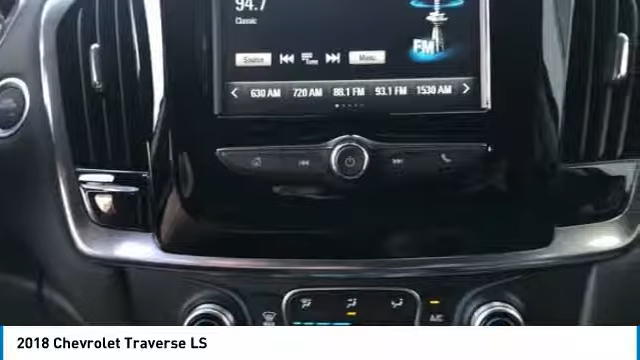 94.7
Classic
FM
Source
Tune
Menu
630 AM 720 AM 88.1 FM 93.1 FM 1530 AM
A/C
2018 Chevrolet Traverse LS